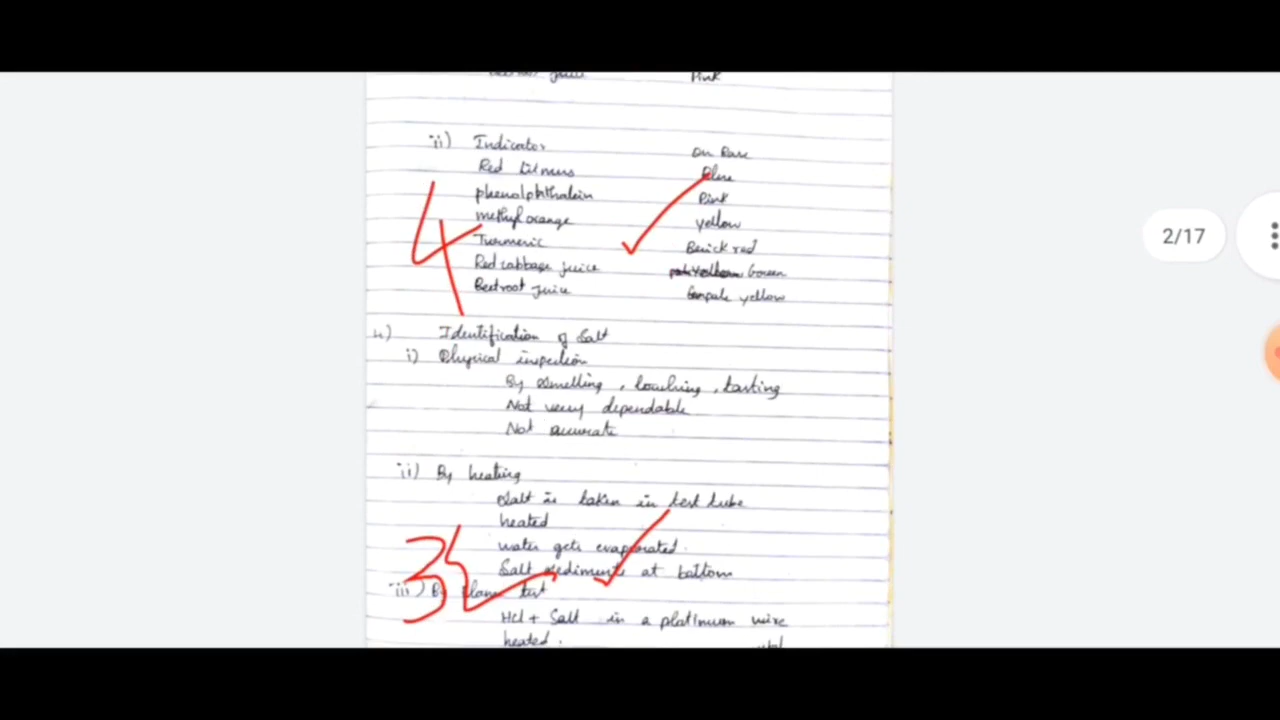 Pink
ii) Indicator On Base
Red Litmus Blue
phenolphthalein Pink
methyl orange yellow
Turmeric Brick red
Red cabbage juice Green
Beetroot juice pale yellow
4
Identification of Salt
i) Physical inspection
By smelling, touching, tasting
Not very dependable
Not accurate
ii) By heating
Salt is taken in test tube
heated
water gets evaporated.
Salt sediments at bottom
3
iii) By flame test
Hcl + Salt in a platinum wire
heated.
2/17